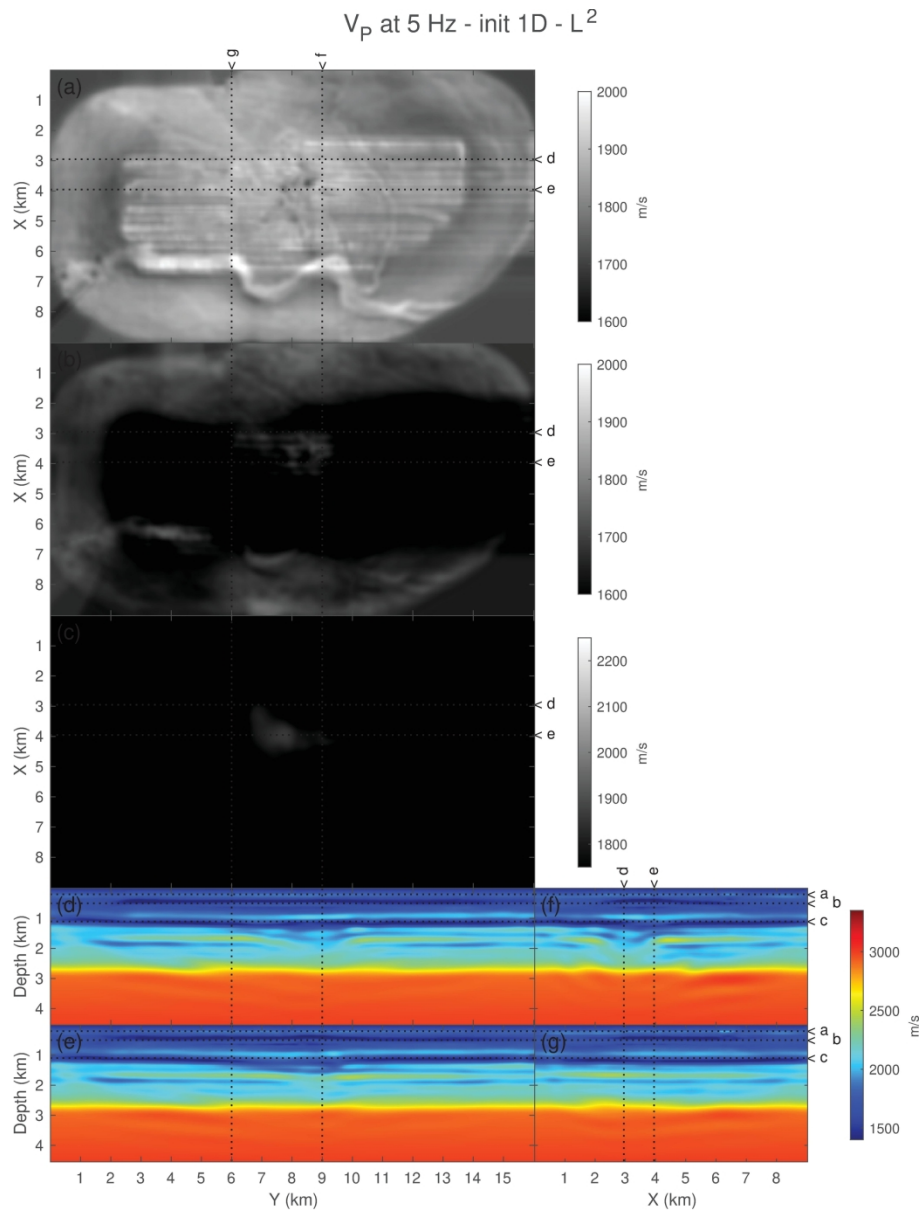 V_P at 5 Hz - init 1D - L^2
< g
< f
(a)
1
2
3
4
5
6
7
8
X (km)
< d
< e
2000
1900
1800
1700
1600
m/s
(b)
1
2
3
4
5
6
7
8
X (km)
< d
< e
2000
1900
1800
1700
1600
m/s
(c)
1
2
3
4
5
6
7
8
X (km)
< d
< e
2200
2100
2000
1900
1800
m/s
< d
< e
(d)
1
2
3
4
Depth (km)
(f)
< a
< b
< c
(e)
1
2
3
4
Depth (km)
(g)
< a
< b
< c
3000
2500
2000
1500
m/s
1 2 3 4 5 6 7 8 9 10 11 12 13 14 15
Y (km)
1 2 3 4 5 6 7 8
X (km)